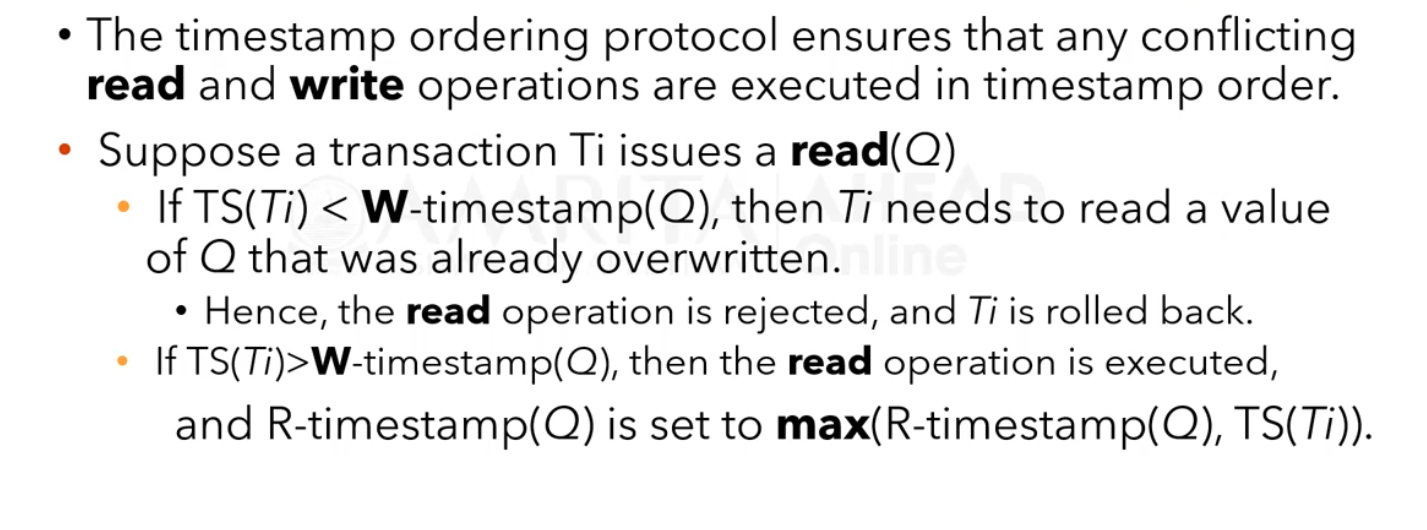 • The timestamp ordering protocol ensures that any conflicting
read and write operations are executed in timestamp order.
• Suppose a transaction Ti issues a read(Q)
• If TS(Ti) < W-timestamp(Q), then Ti needs to read a value
of Q that was already overwritten.
• Hence, the read operation is rejected, and Ti is rolled back.
• If TS(Ti)>W-timestamp(Q), then the read operation is executed,
and R-timestamp(Q) is set to max(R-timestamp(Q), TS(Ti)).
AMRITA AHEAD
Online